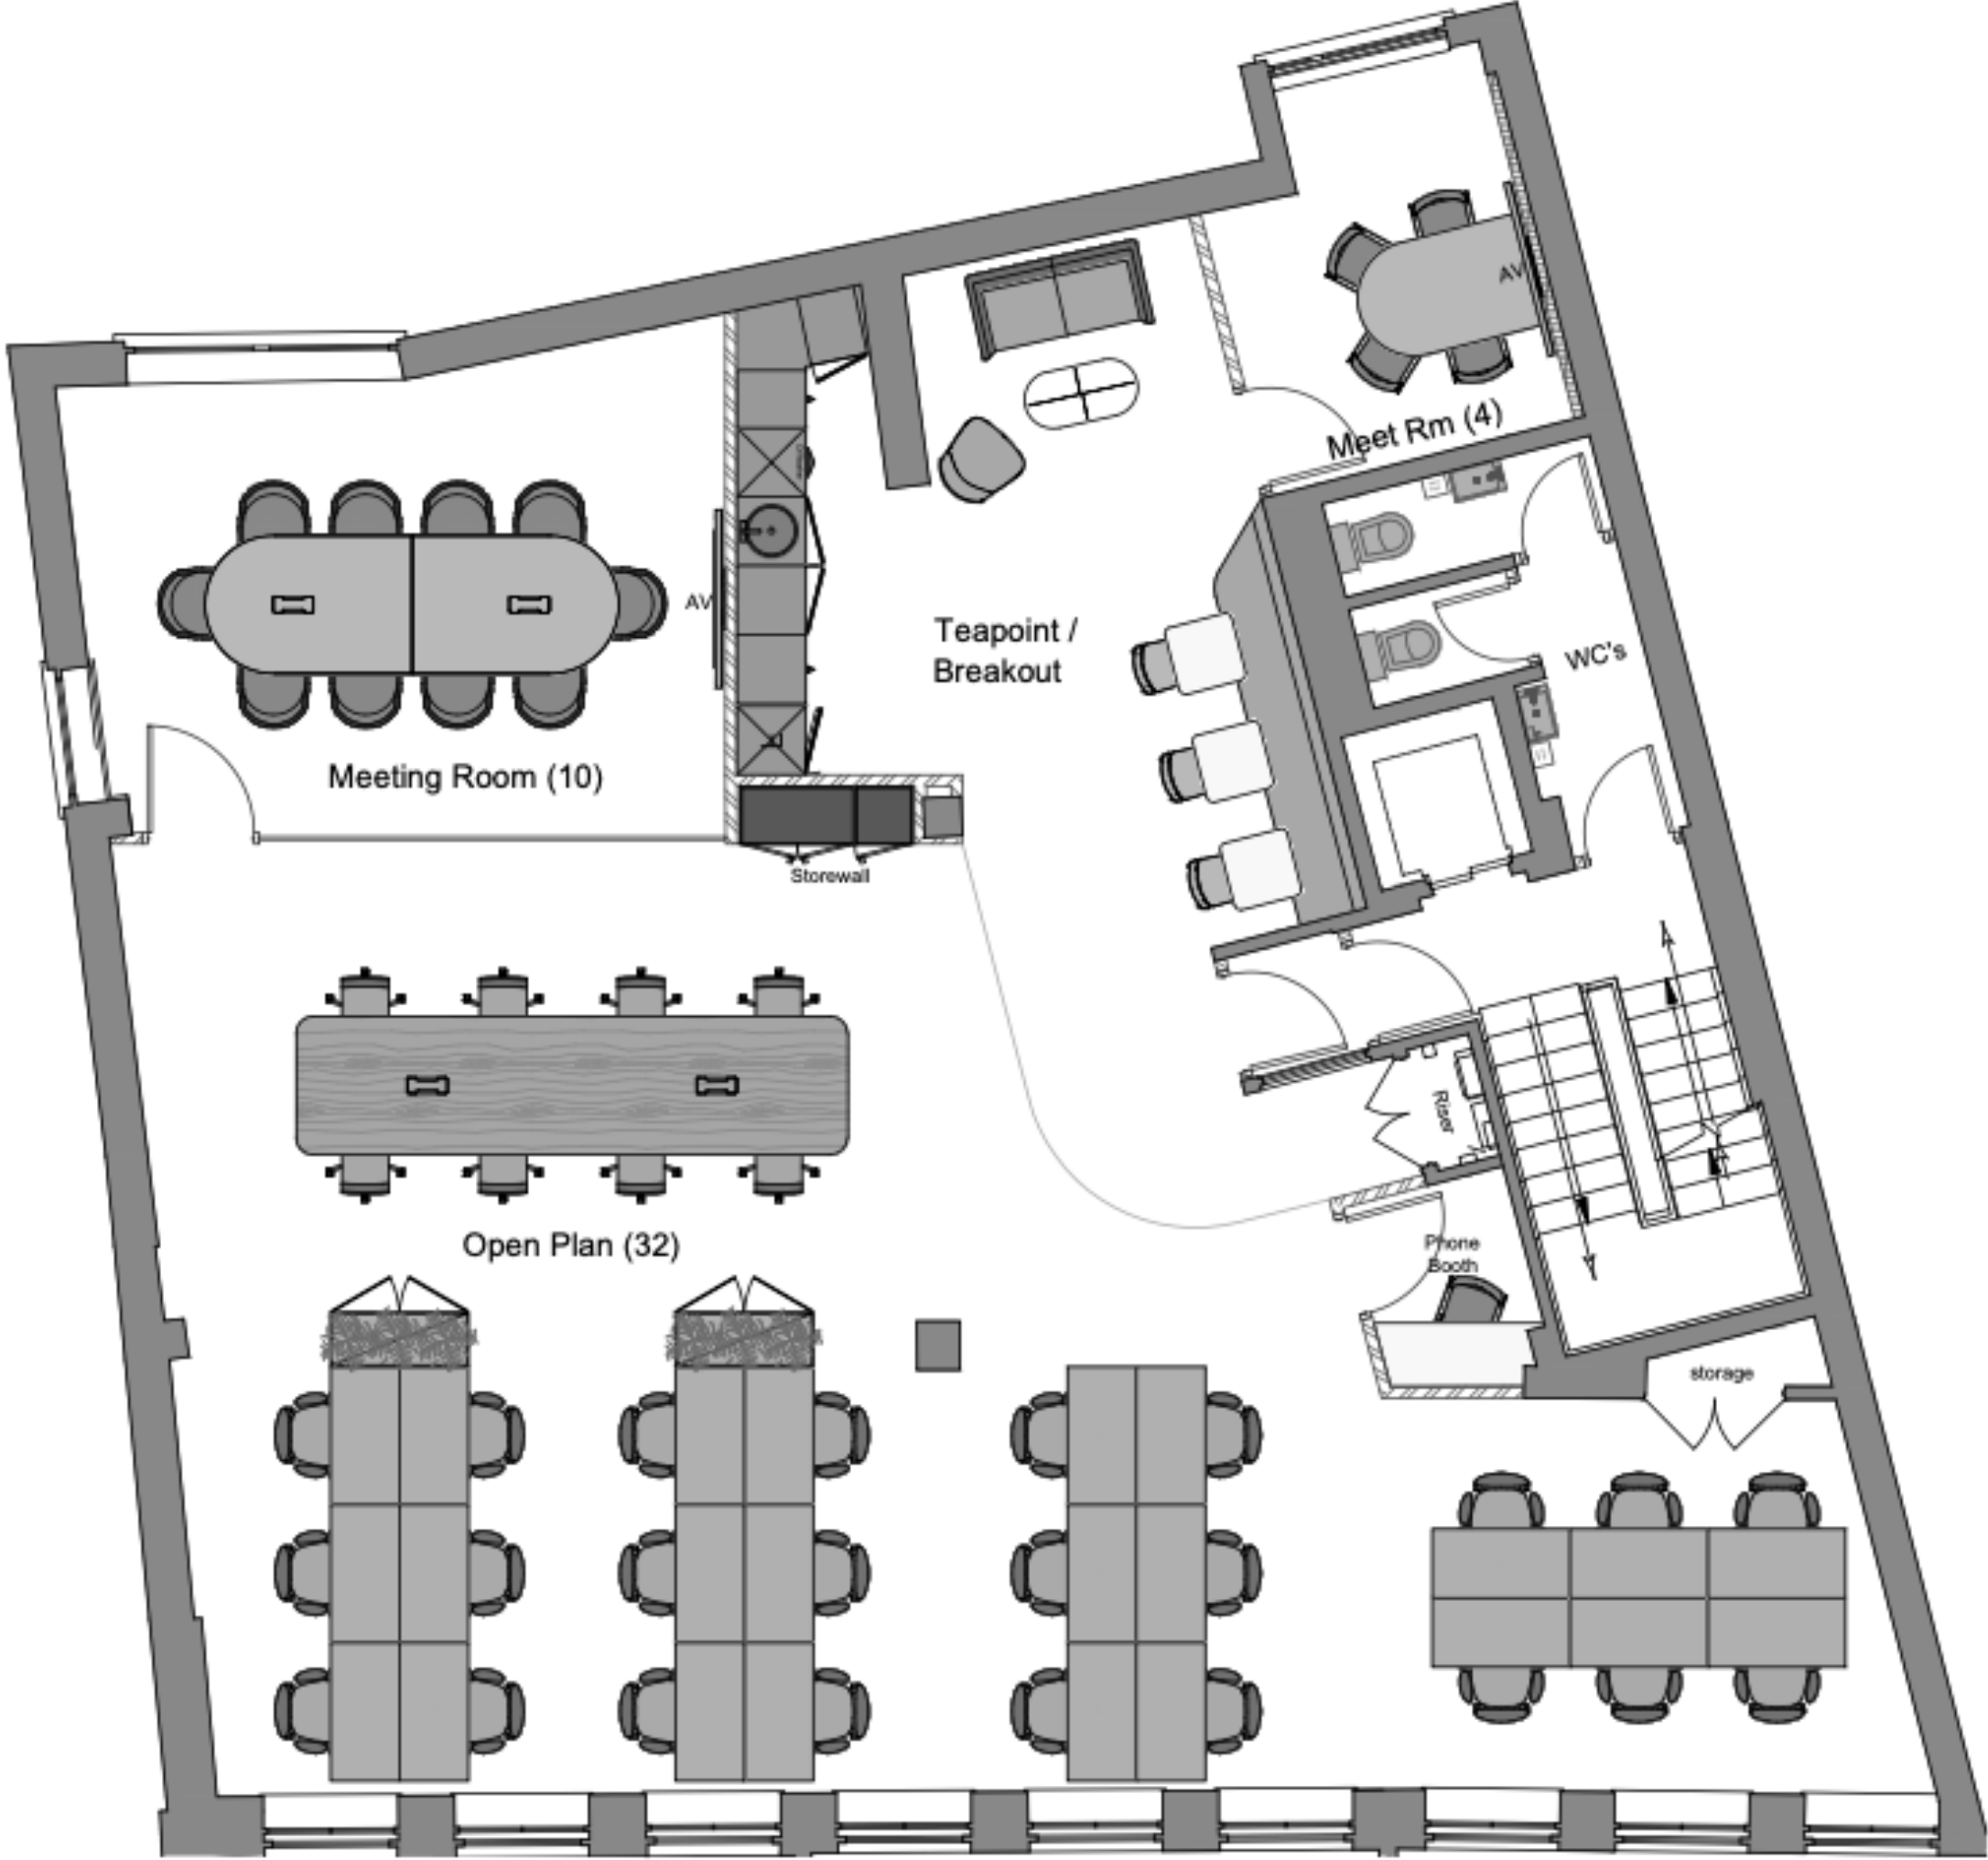 AV
Meet Rm (4)
AV
Teapoint /
Breakout
WC's
Meeting Room (10)
Storewall
Riser
Open Plan (32)
Phone
Booth
storage